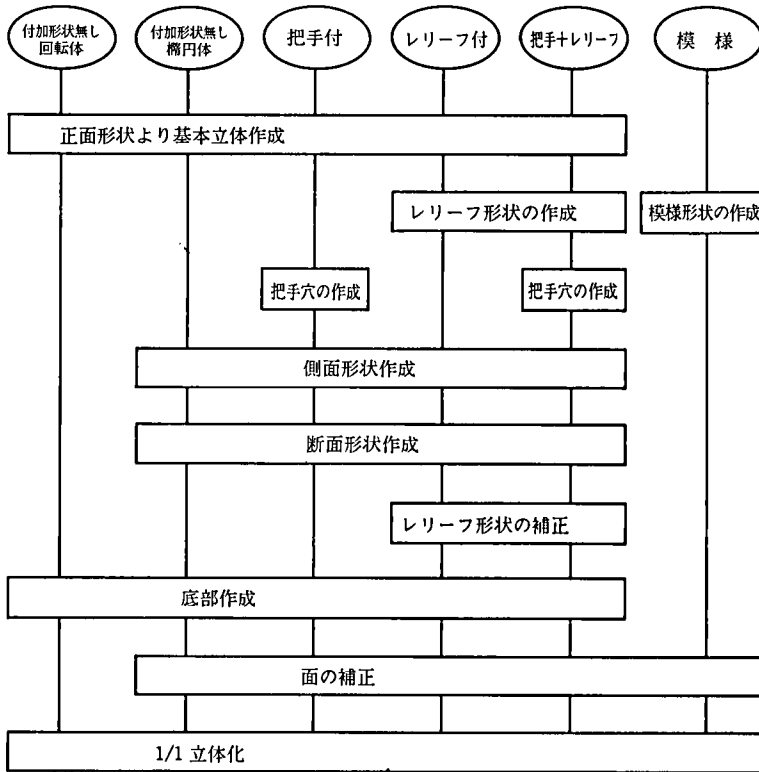 付加形状無し
回転体
付加形状無し
楕円体
把手付
レリーフ付
把手+レリーフ
模 様
正面形状より基本立体作成
レリーフ形状の作成
模様形状の作成
把手穴の作成
把手穴の作成
側面形状作成
断面形状作成
レリーフ形状の補正
底部作成
面の補正
1/1 立体化